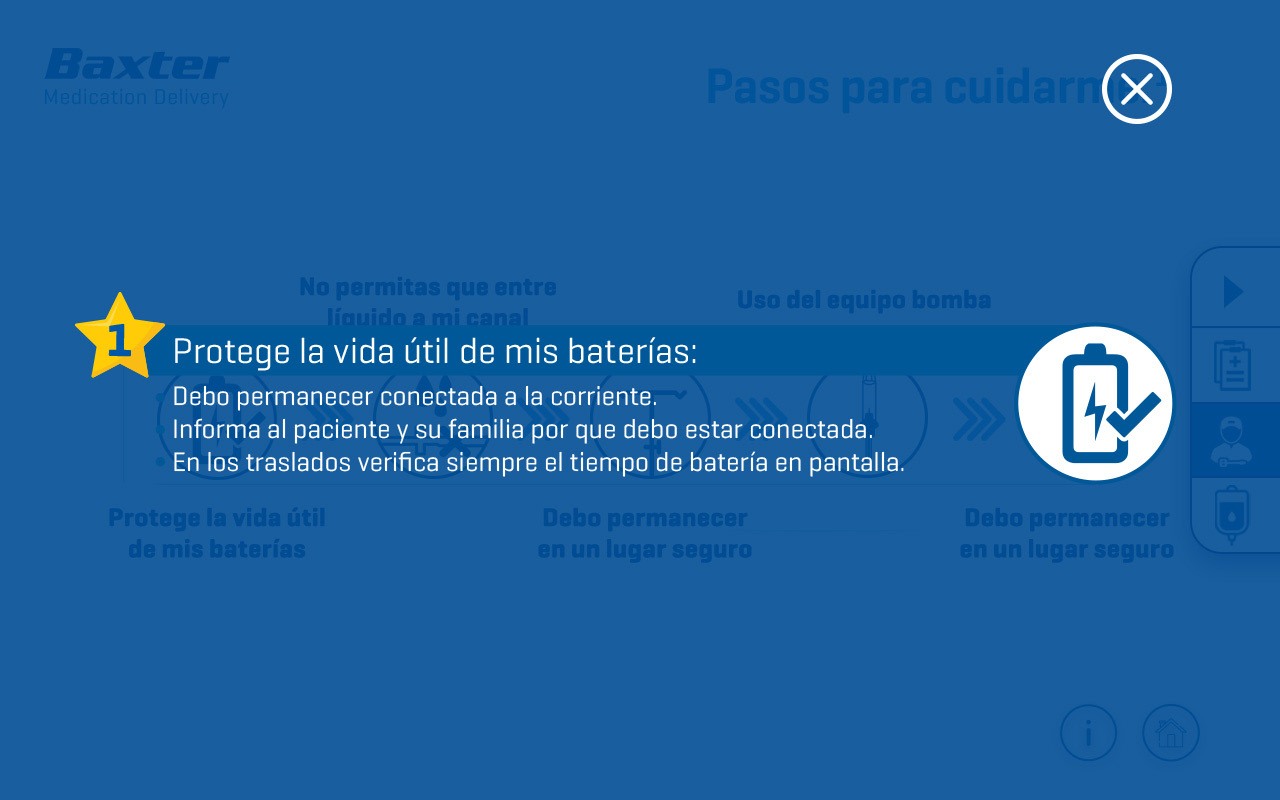 Baxter
Medication Delivery
Pasos para
No permitas que entre
líquido a mi canal
Uso del equipo bomba
1
Protege la vida útil de mis baterías:
Debo permanecer conectada a la corriente.
Informa al paciente y su familia por que debo estar conectada.
En los traslados verifica siempre el tiempo de batería en pantalla.
Protege la vida útil
de mis baterías
Debo permanecer
en un lugar seguro
Debo permanecer
en un lugar seguro
i